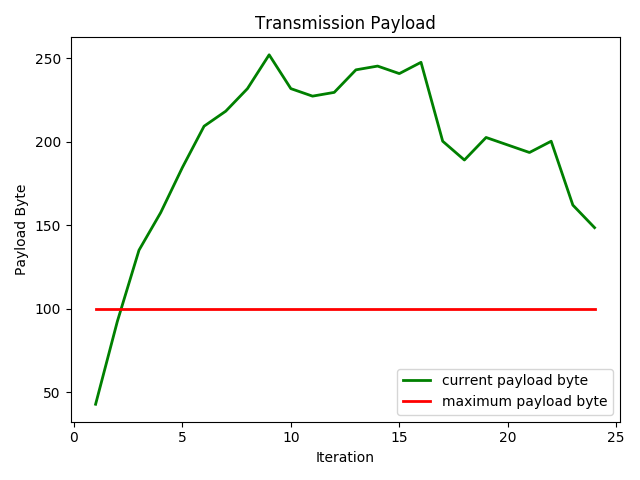 Transmission Payload
Payload Byte
250
200
150
100
50
0
5
10
15
20
25
Iteration
current payload byte
maximum payload byte